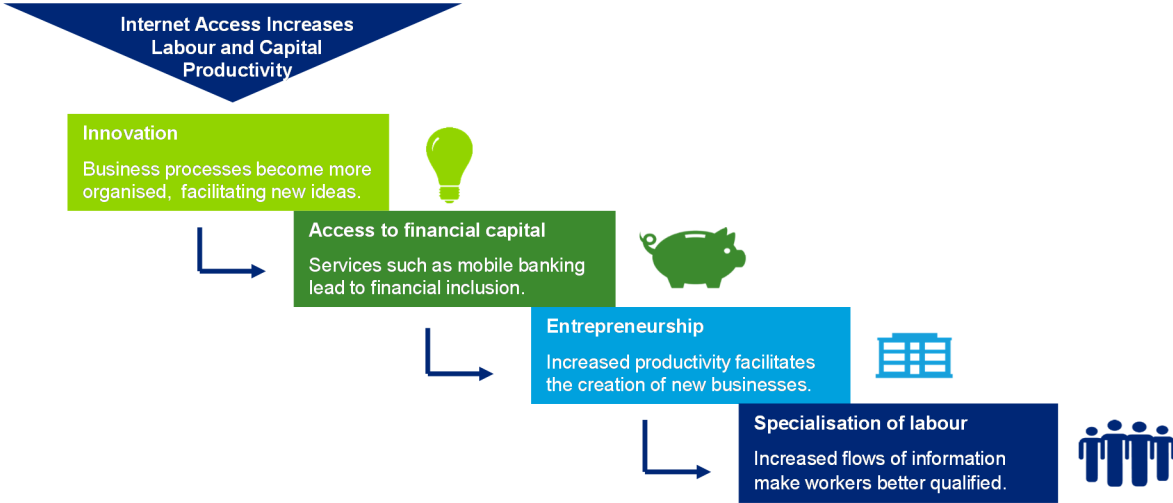 Internet Access Increases
Labour and Capital
Productivity
Innovation
Business processes become more
organised, facilitating new ideas.
Access to financial capital
Services such as mobile banking
lead to financial inclusion.
Entrepreneurship
Increased productivity facilitates
the creation of new businesses.
Specialisation of labour
Increased flows of information
make workers better qualified.